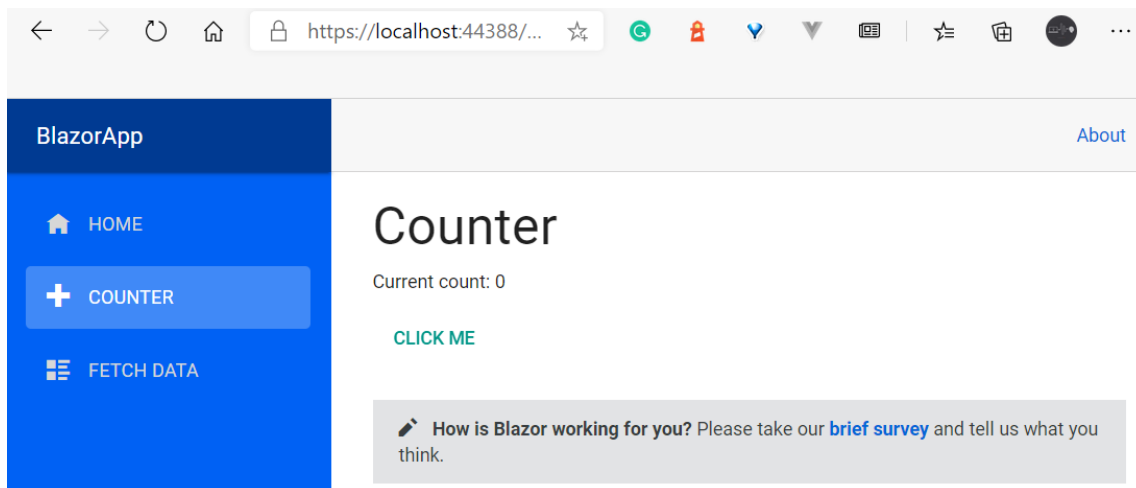 https://localhost:44388/...
BlazorApp
About
HOME
COUNTER
FETCH DATA
Counter
Current count: 0
CLICK ME
How is Blazor working for you? Please take our brief survey and tell us what you
think.